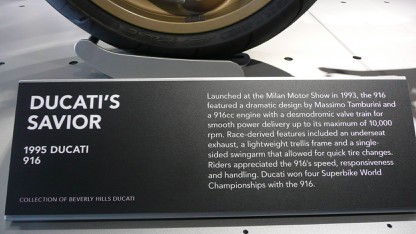 DUCATI'S
SAVIOR
1995 DUCATI
916
COLLECTION OF BEVERLY HILLS DUCATI
Launched at the Milan Motor Show in 1993, the 916
featured a dramatic design by Massimo Tamburini and
a 916cc engine with a desmodromic valve train for
smooth power delivery up to its maximum of 10,000
rpm. Race-derived features included an underseat
exhaust, a lightweight trellis frame and a single-
sided swingarm that allowed for quick tire changes.
Riders appreciated the 916's speed, responsiveness
and handling. Ducati won four Superbike World
Championships with the 916.